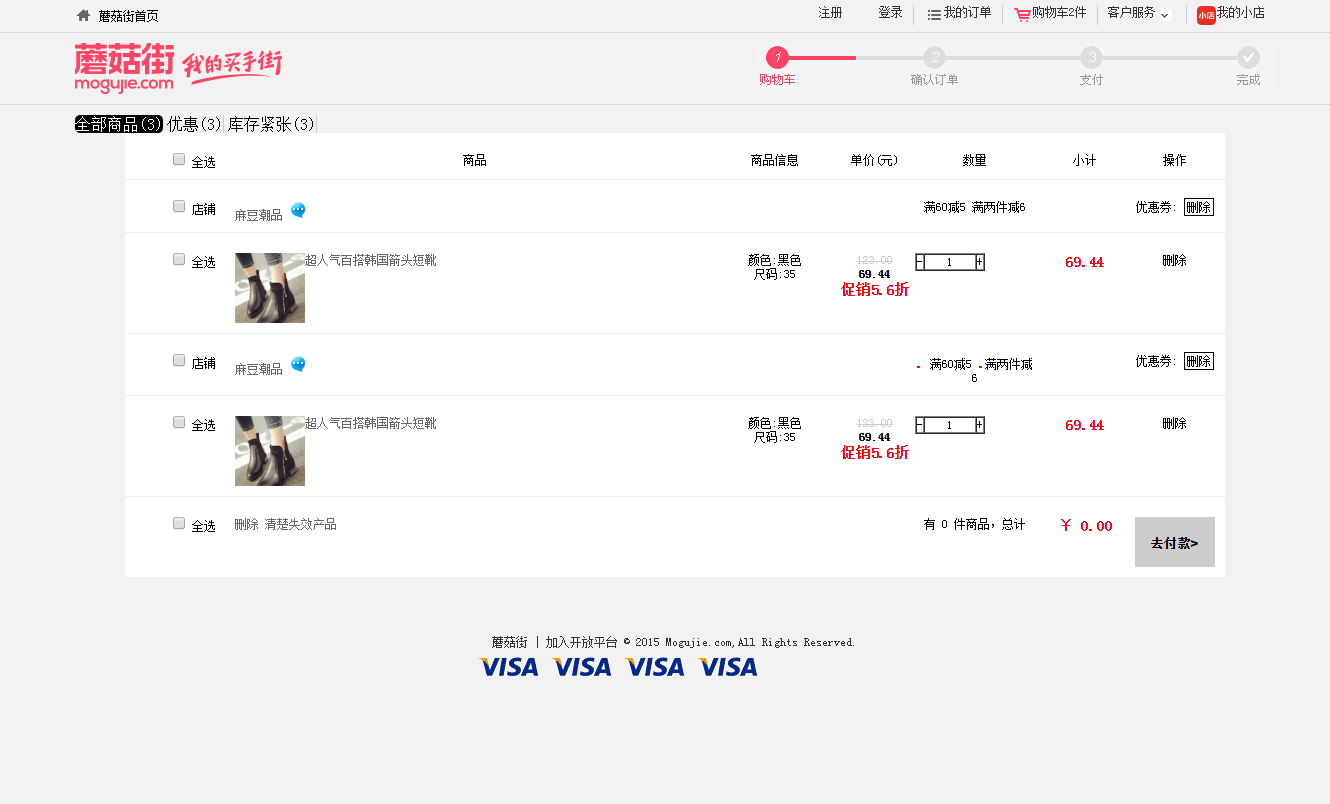 蘑菇街首页 注册 登录 我的订单 购物车2件 客户服务 小店 我的小店
蘑菇街 我的买手街
mogujie.com
1 2 3
购物车 确认订单 支付 完成
全部商品(3) 优惠(3) 库存紧张(3)
全选 商品 商品信息 单价(元) 数量 小计 操作
店铺 麻豆潮品 满60减5 满两件减6 优惠券: 删除
全选 超人气百搭韩国箭头短靴 颜色:黑色 123.00 - 1 + 69.44 删除
尺码:35 69.44
促销5.6折
店铺 麻豆潮品 满60减5 满两件减 优惠券: 删除
6
全选 超人气百搭韩国箭头短靴 颜色:黑色 123.00 - 1 + 69.44 删除
尺码:35 69.44
促销5.6折
全选 删除 清楚失效产品 有 0 件商品，总计 ￥ 0.00 去付款>
蘑菇街 | 加入开放平台 © 2015 Mogujie.com,All Rights Reserved.
VISA VISA VISA VISA